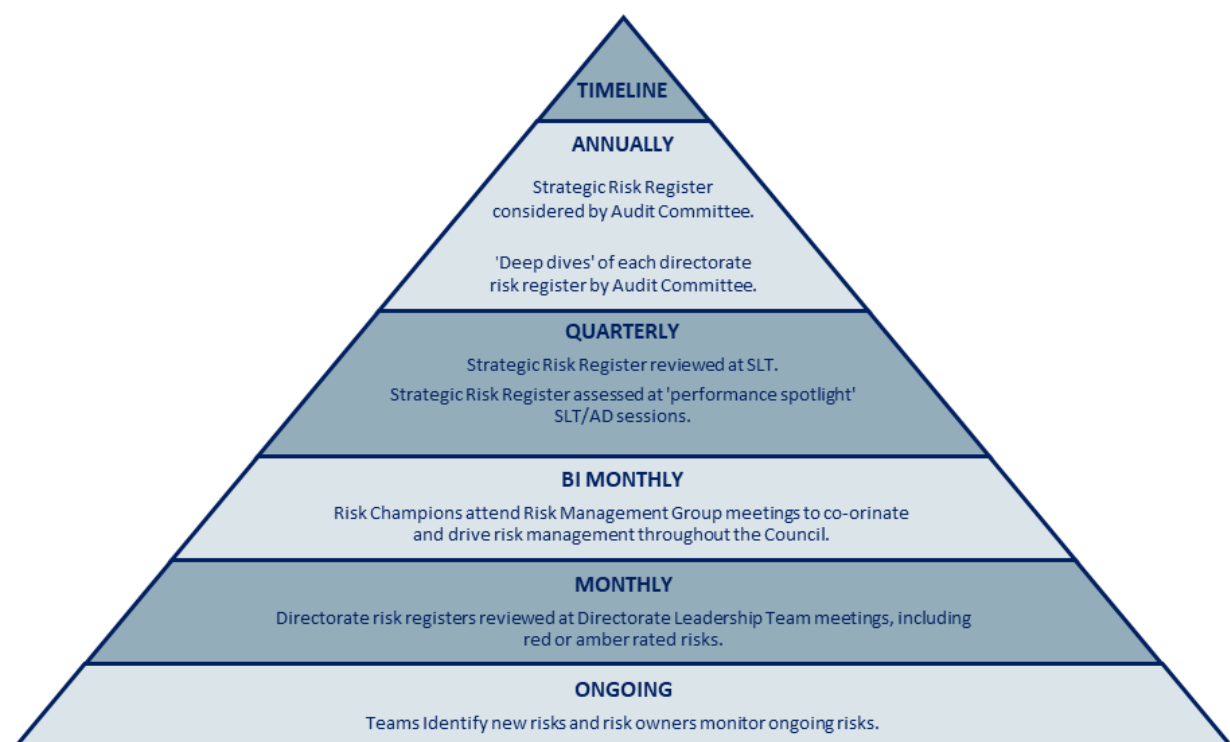 TIMELINE
ANNUALLY
Strategic Risk Register
considered by Audit Committee.
'Deep dives' of each directorate
risk register by Audit Committee.
QUARTERLY
Strategic Risk Register reviewed at SLT.
Strategic Risk Register assessed at 'performance spotlight'
SLT/AD sessions.
BI MONTHLY
Risk Champions attend Risk Management Group meetings to co-orinate
and drive risk management throughout the Council.
MONTHLY
Directorate risk registers reviewed at Directorate Leadership Team meetings, including
red or amber rated risks.
ONGOING
Teams Identify new risks and risk owners monitor ongoing risks.